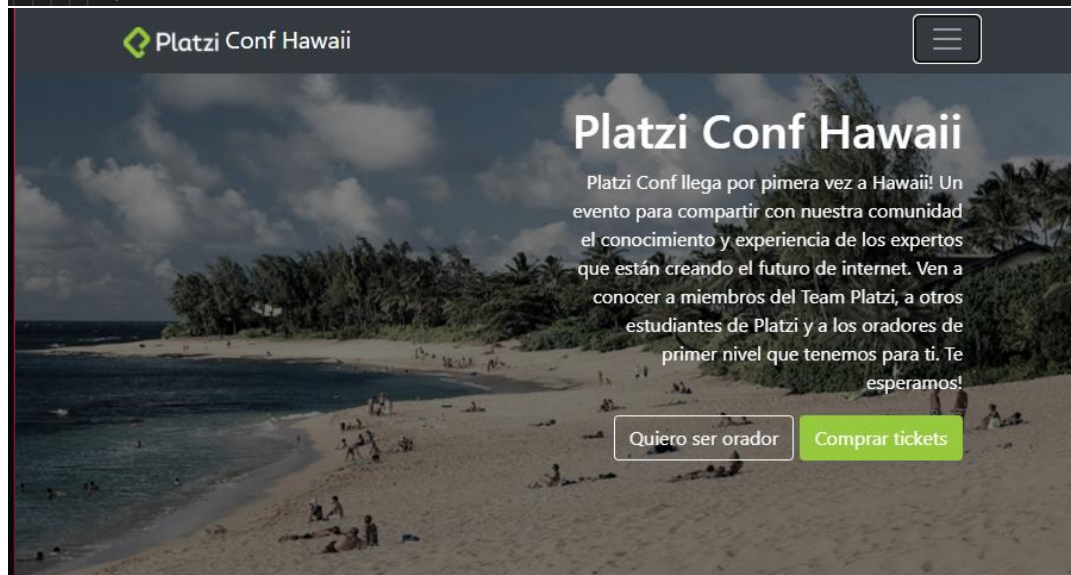 Platzi Conf Hawaii
Platzi Conf Hawaii
Platzi Conf llega por pimera vez a Hawaii! Un
evento para compartir con nuestra comunidad
el conocimiento y experiencia de los expertos
que están creando el futuro de internet. Ven a
conocer a miembros del Team Platzi, a otros
estudiantes de Platzi y a los oradores de
primer nivel que tenemos para ti. Te
esperamos!
Quiero ser orador Comprar tickets